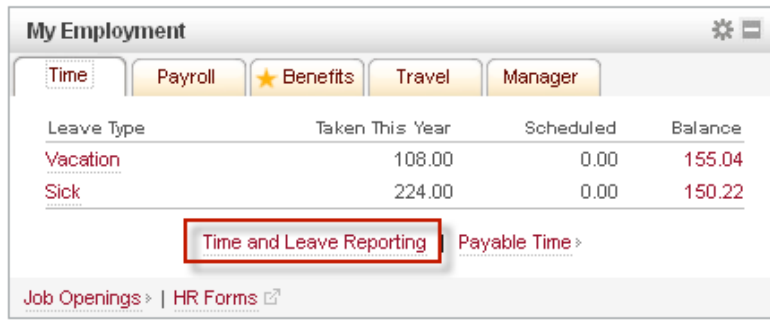 My Employment
Time Payroll Benefits Travel Manager
Leave Type Taken This Year Scheduled Balance
Vacation 108.00 0.00 155.04
Sick 224.00 0.00 150.22
Time and Leave Reporting | Payable Time
Job Openings | HR Forms